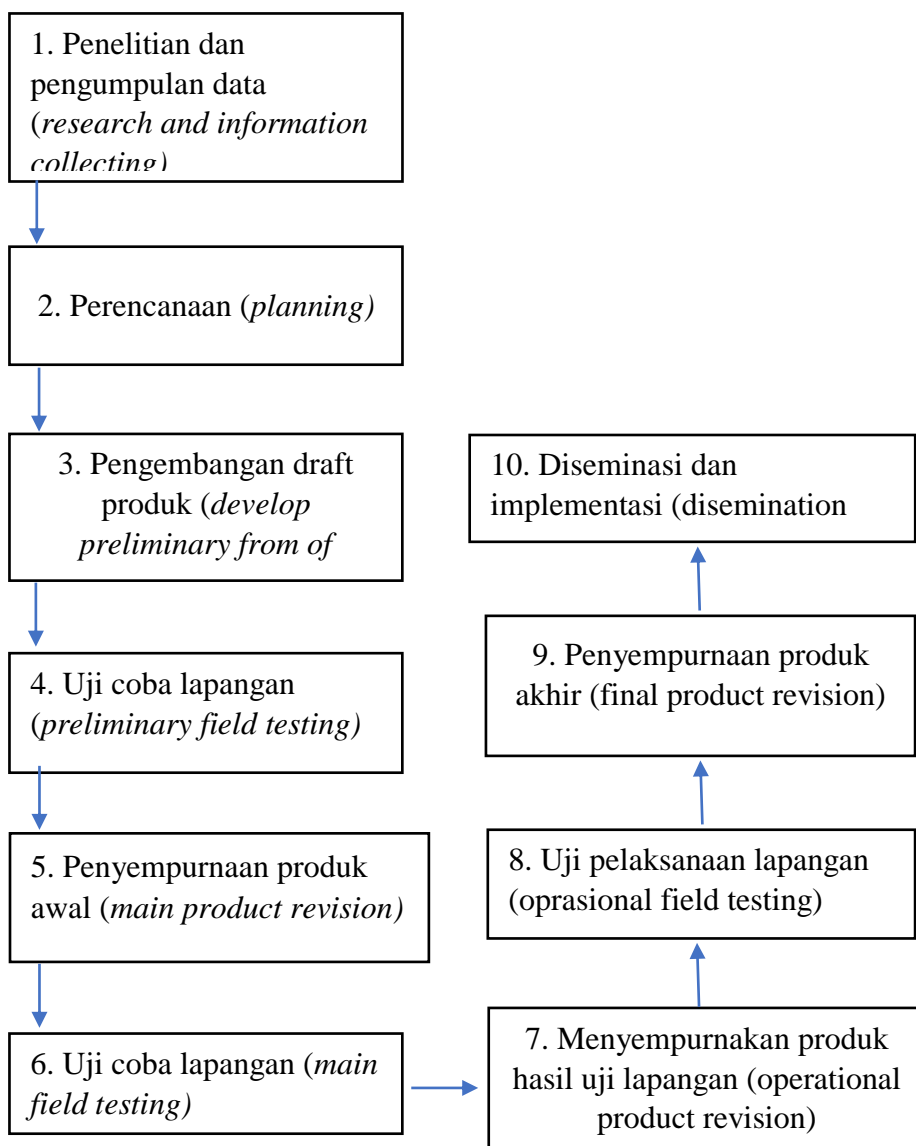 1. Penelitian dan
pengumpulan data
(research and information
collecting)
2. Perencanaan (planning)
3. Pengembangan draft
produk (develop
preliminary from of
4. Uji coba lapangan
(preliminary field testing)
5. Penyempurnaan produk
awal (main product revision)
6. Uji coba lapangan (main
field testing)
7. Menyempurnakan produk
hasil uji lapangan (operational
product revision)
8. Uji pelaksanaan lapangan
(oprasional field testing)
9. Penyempurnaan produk
akhir (final product revision)
10. Diseminasi dan
implementasi (disemination